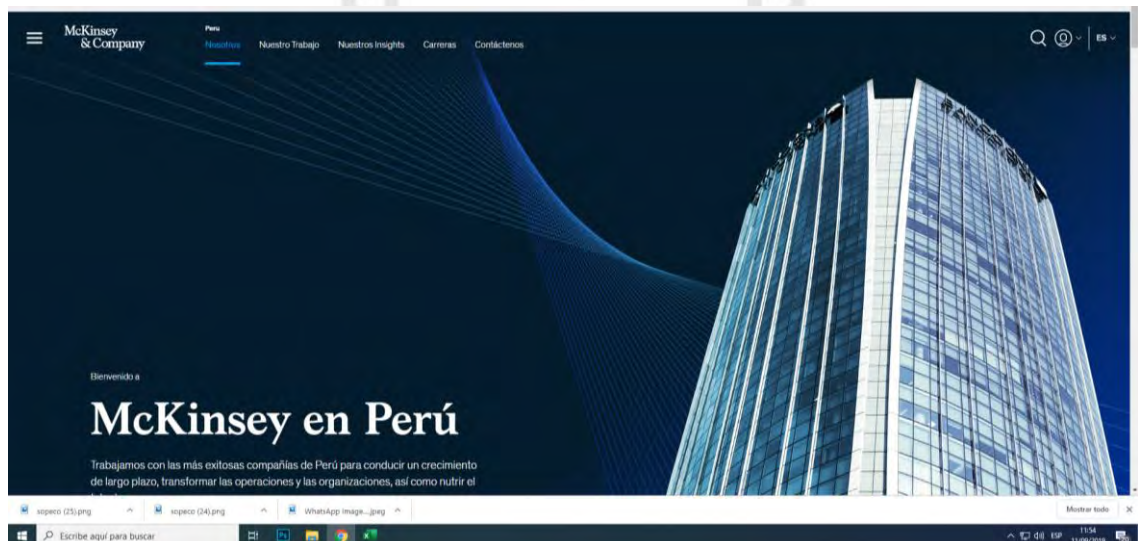 McKinsey
& Company
Peru
Nosotros
Nuestro Trabajo
Nuestros Insights
Carreras
Contáctenos
ES
Bienvenido a
McKinsey en Perú
Trabajamos con las más exitosas compañías de Perú para conducir un crecimiento
de largo plazo, transformar las operaciones y las organizaciones, así como nutrir el
sopeco (25).png
sopeco (24).png
WhatsApp Image....jpeg
Mostrar todo
Escribe aquí para buscar
Ps
ESP
11:54